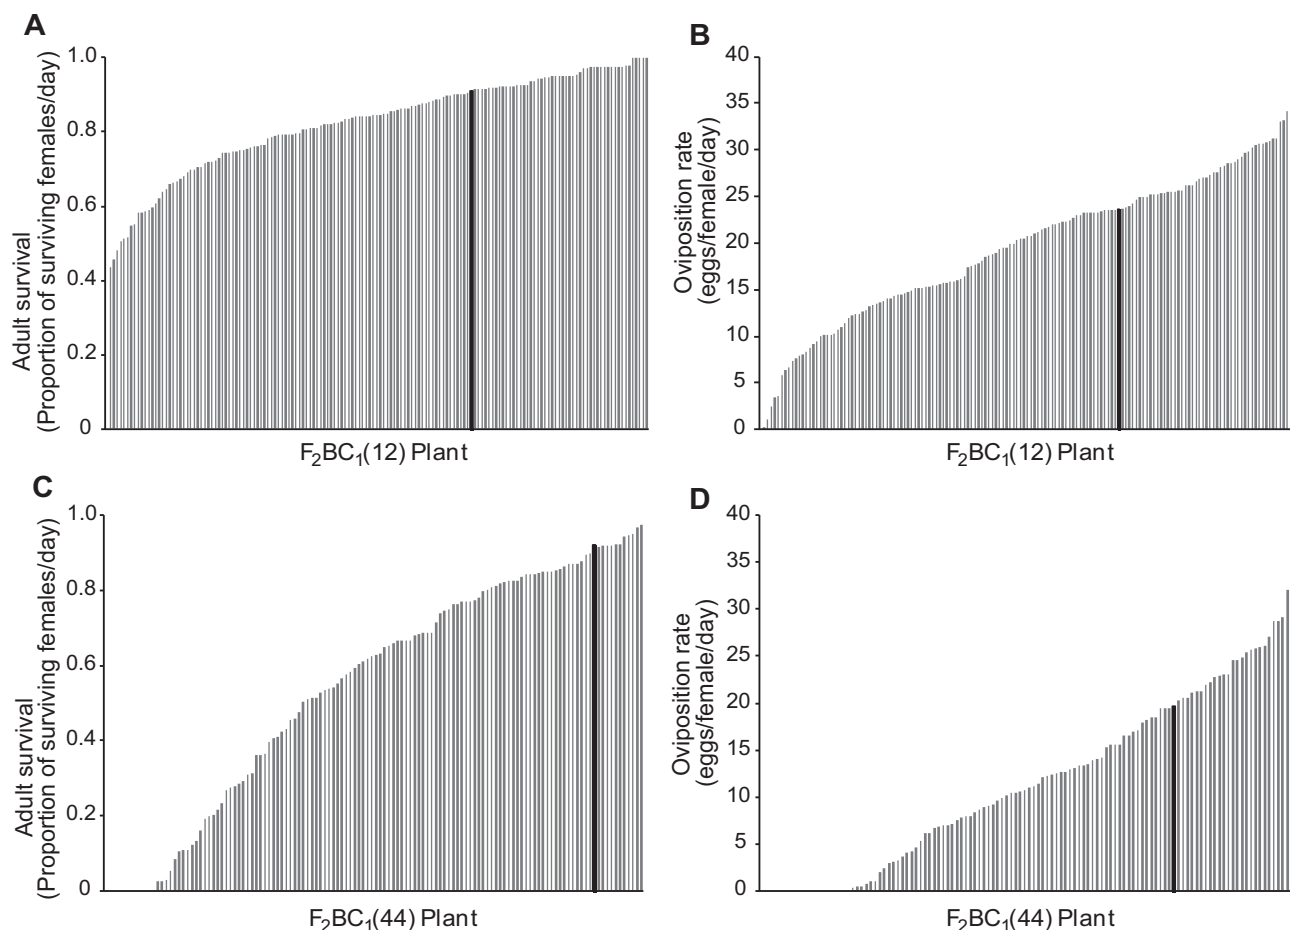 A
Adult survival
(Proportion of surviving females/day)
1.0
0.8
0.6
0.4
0.2
0
F2BC1(12) Plant
B
Oviposition rate
(eggs/female/day)
40
35
30
25
20
15
10
5
0
F2BC1(12) Plant
C
Adult survival
(Proportion of surviving females/day)
1.0
0.8
0.6
0.4
0.2
0
F2BC1(44) Plant
D
Oviposition rate
(eggs/female/day)
40
35
30
25
20
15
10
5
0
F2BC1(44) Plant